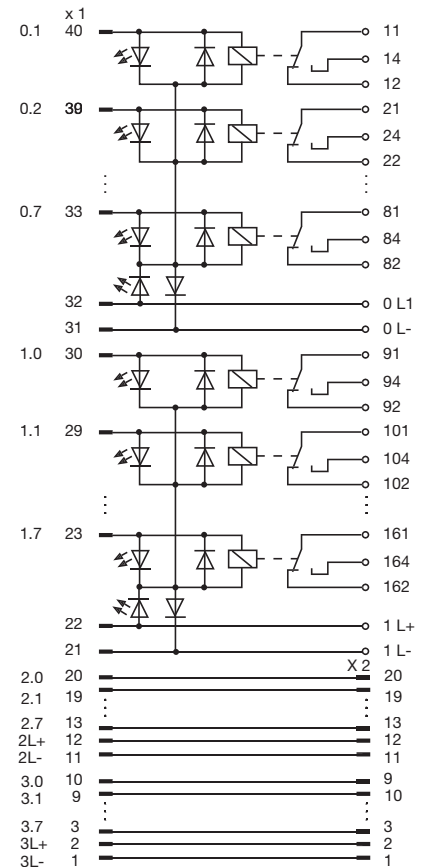 x 1
0.1 40 11
14
12
0.2 39 21
24
22
0.7 33 81
84
82
32 0 L1
31 0 L-
1.0 30 91
94
92
1.1 29 101
104
102
1.7 23 161
164
162
22 1 L+
21 1 L-
X 2
2.0 20 20
2.1 19 19
2.7 13 13
2L+ 12 12
2L- 11 11
3.0 10 9
3.1 9 10
3.7 3 3
3L+ 2 2
3L- 1 1